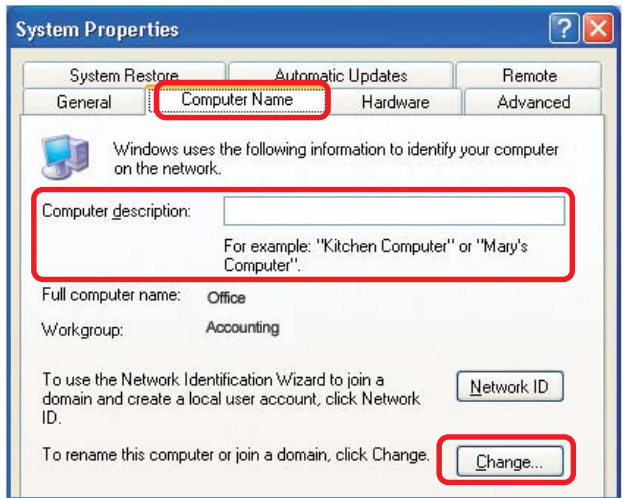 System Properties
System Restore Automatic Updates Remote
General Computer Name Hardware Advanced
Windows uses the following information to identify your computer
on the network.
Computer description:
For example: "Kitchen Computer" or "Mary's
Computer".
Full computer name: Office
Workgroup: Accounting
To use the Network Identification Wizard to join a
domain and create a local user account, click Network
ID.
Network ID
To rename this computer or join a domain, click Change.
Change...